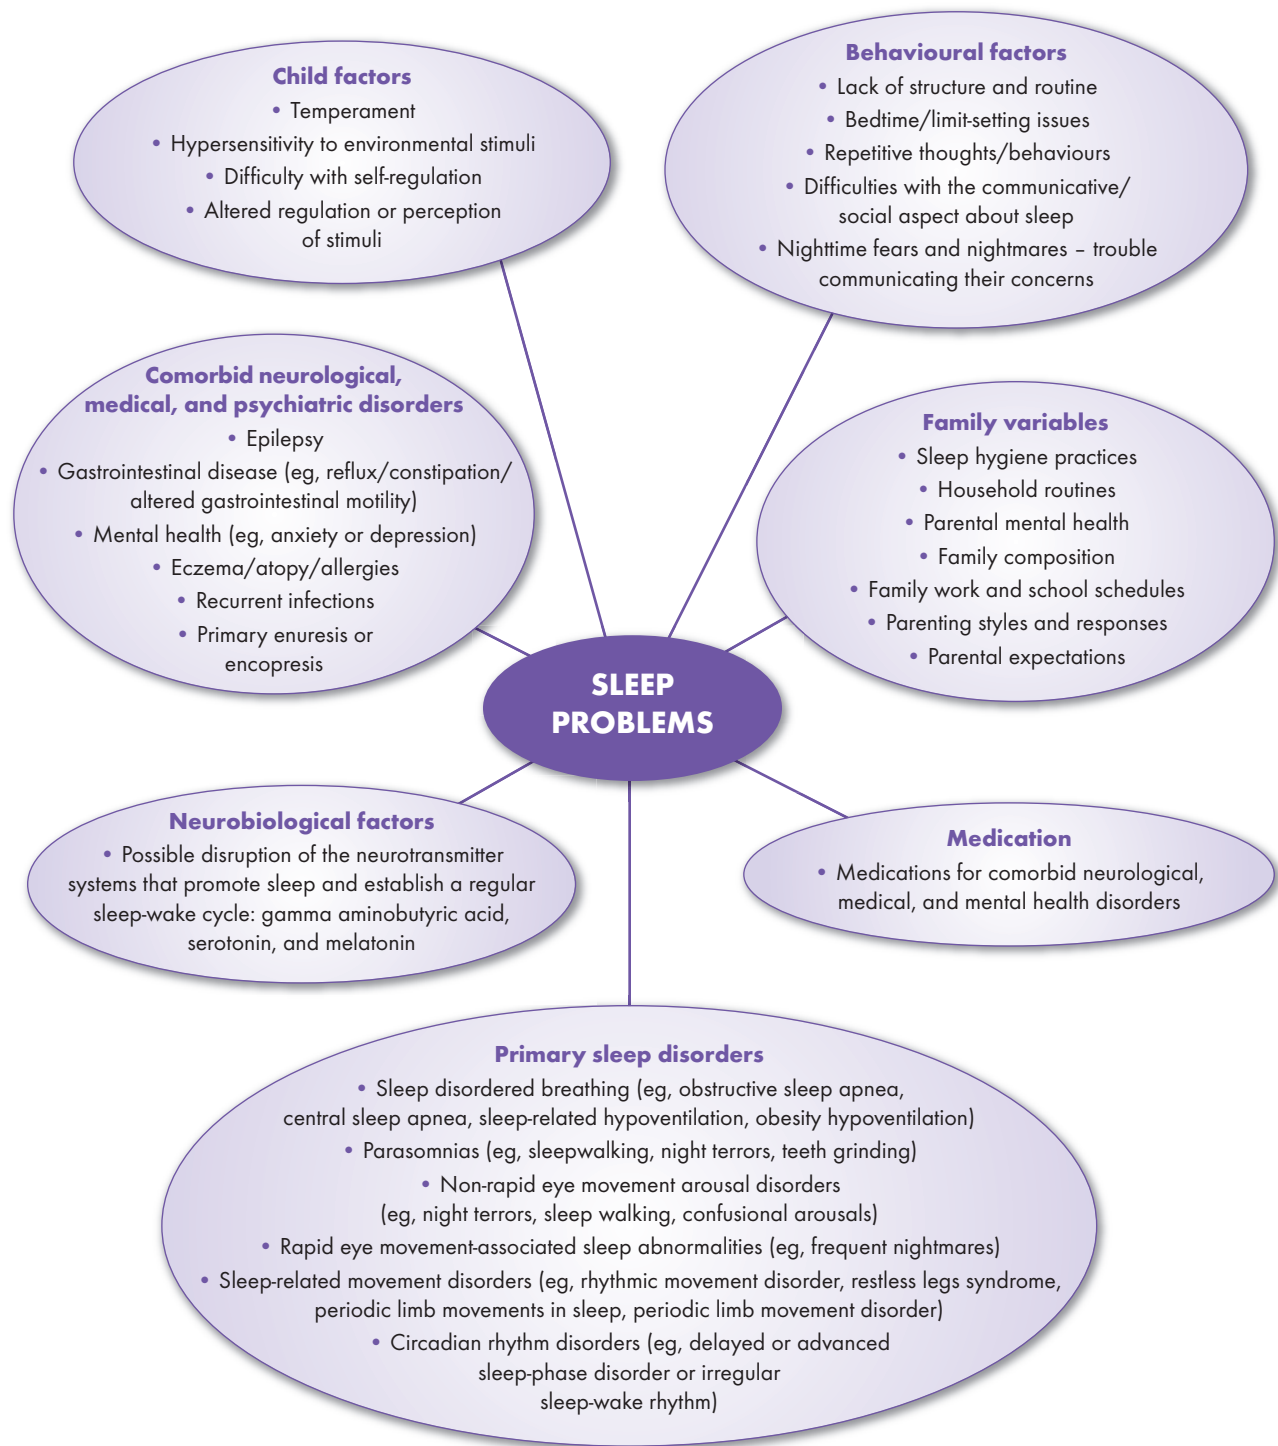 Child factors
• Temperament
• Hypersensitivity to environmental stimuli
• Difficulty with self-regulation
• Altered regulation or perception
of stimuli
Behavioural factors
• Lack of structure and routine
• Bedtime/limit-setting issues
• Repetitive thoughts/behaviours
• Difficulties with the communicative/
social aspect about sleep
• Nighttime fears and nightmares – trouble
communicating their concerns
Comorbid neurological,
medical, and psychiatric disorders
• Epilepsy
• Gastrointestinal disease (eg, reflux/constipation/
altered gastrointestinal motility)
• Mental health (eg, anxiety or depression)
• Eczema/atopy/allergies
• Recurrent infections
• Primary enuresis or
encopresis
Family variables
• Sleep hygiene practices
• Household routines
• Parental mental health
• Family composition
• Family work and school schedules
• Parenting styles and responses
• Parental expectations
SLEEP
PROBLEMS
Neurobiological factors
• Possible disruption of the neurotransmitter
systems that promote sleep and establish a regular
sleep-wake cycle: gamma aminobutyric acid,
serotonin, and melatonin
Medication
• Medications for comorbid neurological,
medical, and mental health disorders
Primary sleep disorders
• Sleep disordered breathing (eg, obstructive sleep apnea,
central sleep apnea, sleep-related hypoventilation, obesity hypoventilation)
• Parasomnias (eg, sleepwalking, night terrors, teeth grinding)
• Non-rapid eye movement arousal disorders
(eg, night terrors, sleep walking, confusional arousals)
• Rapid eye movement-associated sleep abnormalities (eg, frequent nightmares)
• Sleep-related movement disorders (eg, rhythmic movement disorder, restless legs syndrome,
periodic limb movements in sleep, periodic limb movement disorder)
• Circadian rhythm disorders (eg, delayed or advanced
sleep-phase disorder or irregular
sleep-wake rhythm)